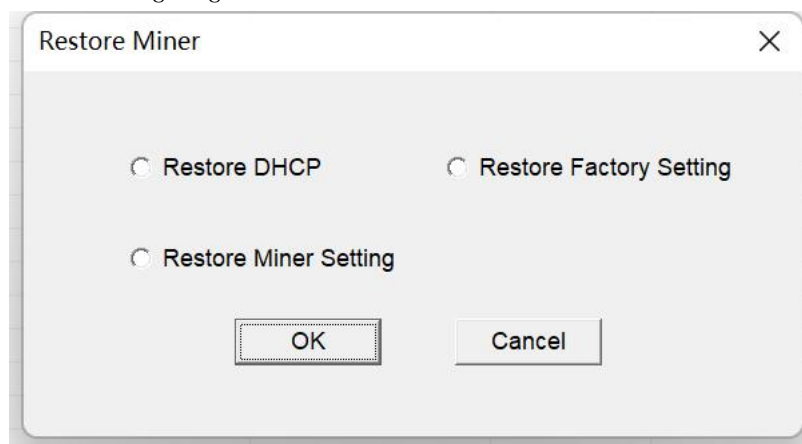 Restore Miner
Restore DHCP
Restore Factory Setting
Restore Miner Setting
OK
Cancel